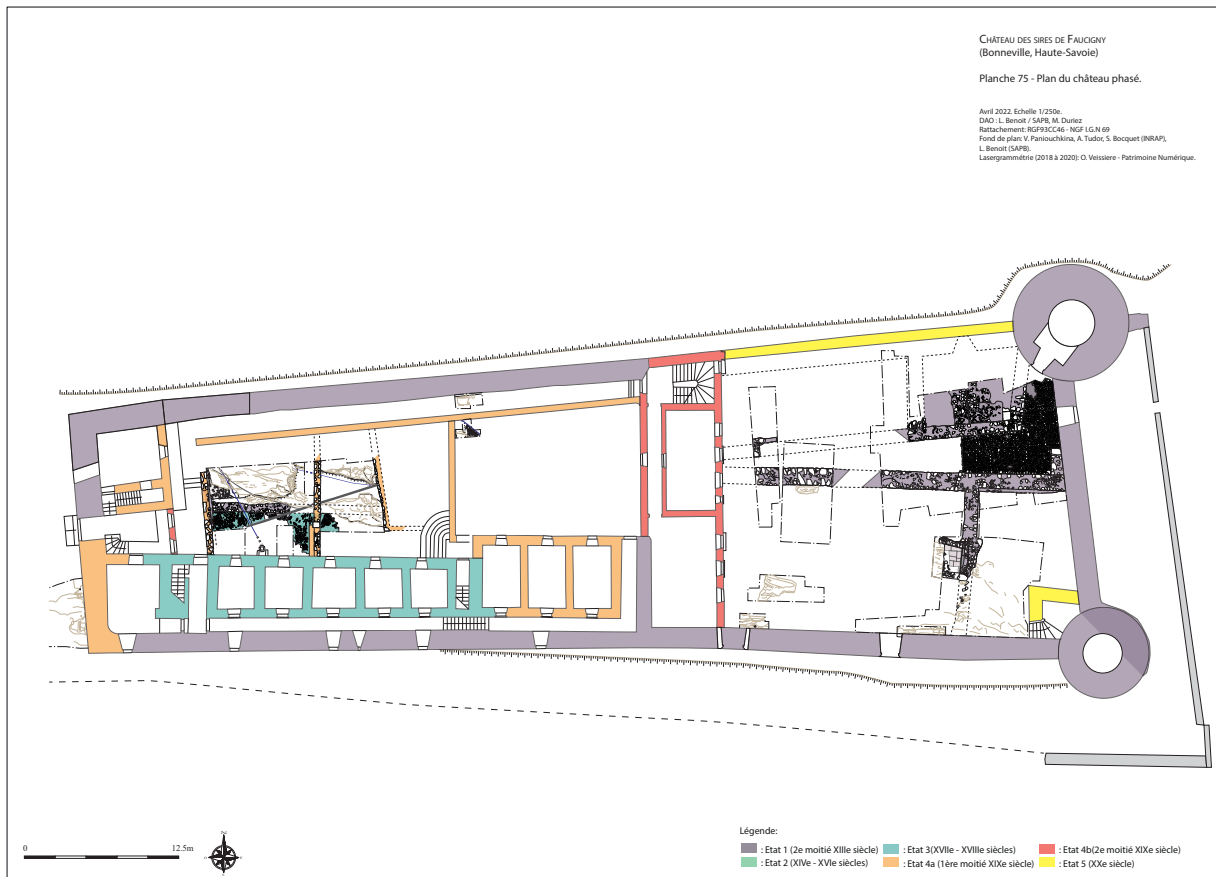 CHÂTEAU DES SIRES DE FAUCIGNY
(Bonneville, Haute-Savoie)
Planche 75 - Plan du château phasé.
Avril 2022. Echelle 1/250e.
DAO : L. Benoit / SAPB, M. Duriez
Rattachement: RGF93CC46 - NGF I.G.N 69
Fond de plan: V. Paniouchkina, A. Tudor, S. Bocquet (INRAP),
L. Benoit (SAPB).
Lasergrammétrie (2018 à 2020): O. Veissiere - Patrimoine Numérique.
0 12.5m
Légende:
: Etat 1 (2e moitié XIIIe siècle) : Etat 3(XVIIe - XVIIIe siècles) : Etat 4b(2e moitié XIXe siècle)
: Etat 2 (XIVe - XVIe siècles) : Etat 4a (1ère moitié XIXe siècle) : Etat 5 (XXe siècle)